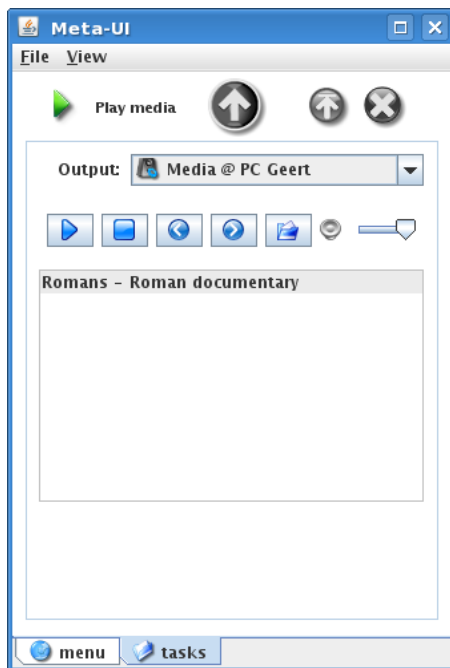 Meta-UI
File View
Play media
Output: Media @ PC Geert
Romans – Roman documentary
menu tasks